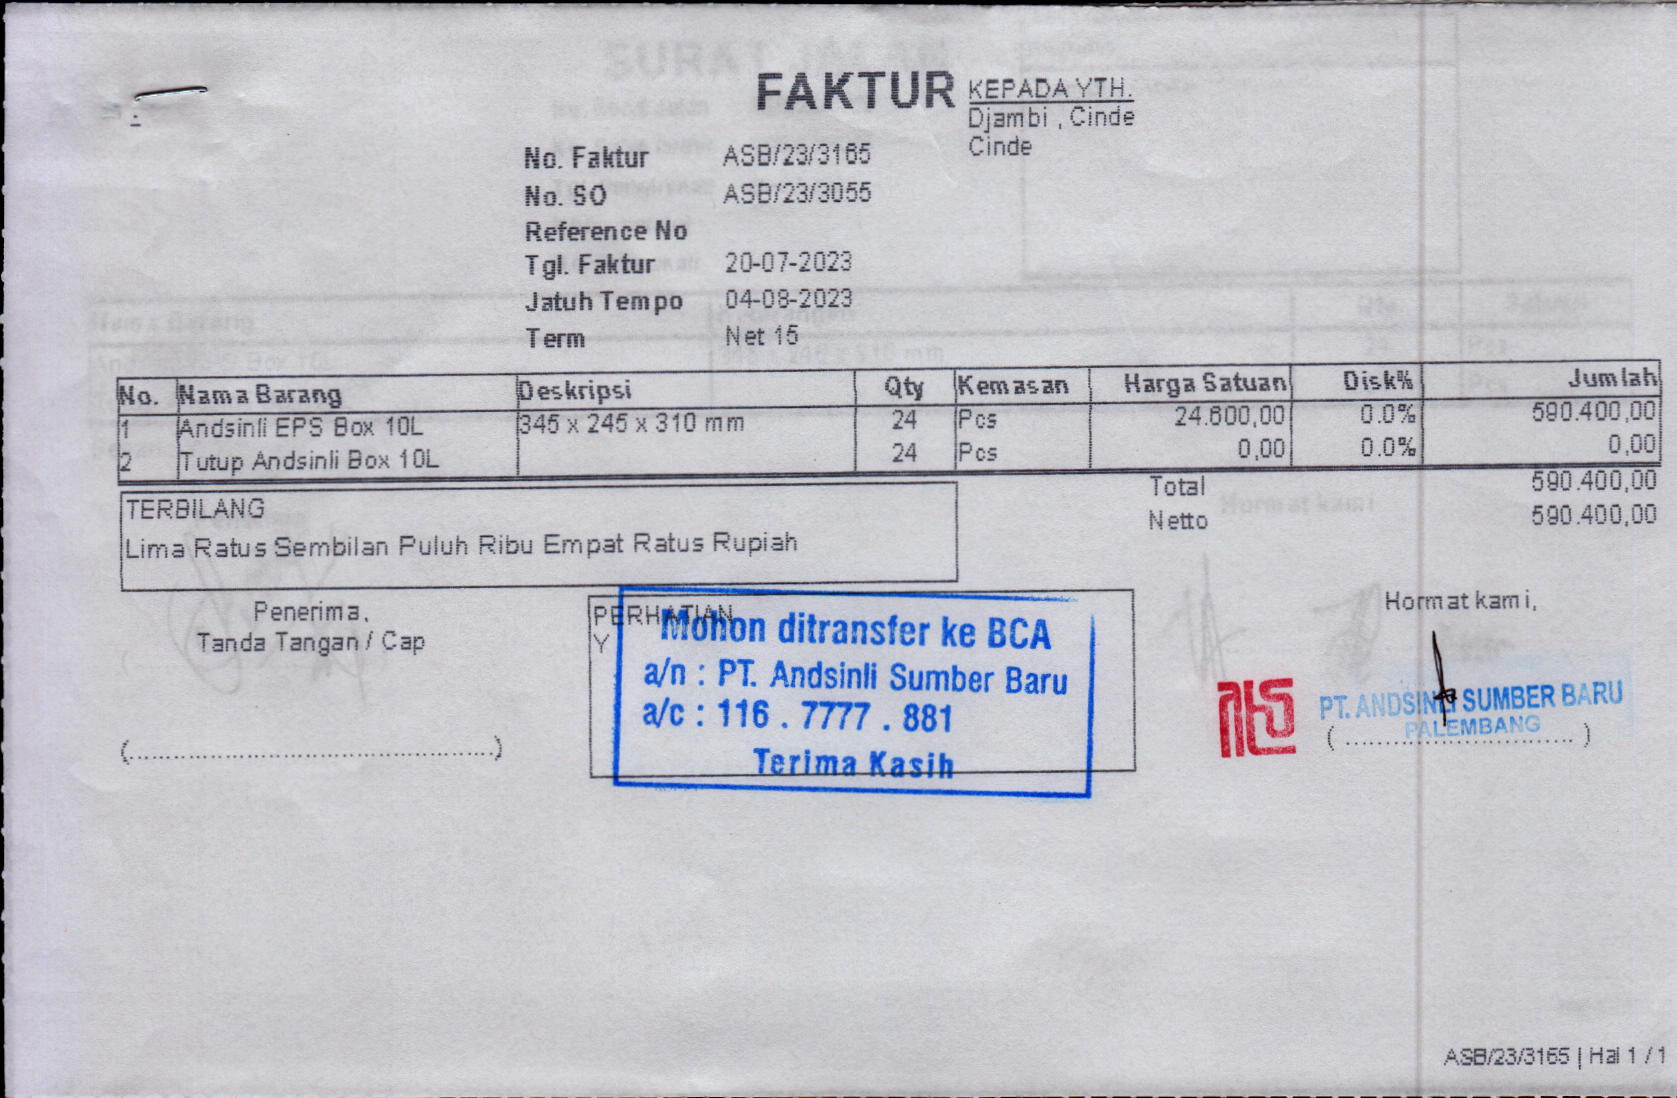 FAKTUR
KEPADA YTH.
Djambi , Cinde
Cinde
No. Faktur ASB/23/3165
No. SO ASB/23/3055
Reference No
Tgl. Faktur 20-07-2023
Jatuh Tempo 04-08-2023
Term Net 15
No. Nama Barang Deskripsi Qty Kemasan Harga Satuan Disk% Jumlah
1 Andsinli EPS Box 10L 345 x 245 x 310 mm 24 Pcs 24.600,00 0.0% 590.400,00
2 Tutup Andsinli Box 10L 24 Pcs 0,00 0.0% 0,00
Total 590.400,00
Netto 590.400,00
TERBILANG
Lima Ratus Sembilan Puluh Ribu Empat Ratus Rupiah
Penerima,
Tanda Tangan / Cap
(........................................)
PERHATIAN
Y
Mohon ditransfer ke BCA
a/n : PT. Andsinli Sumber Baru
a/c : 116 . 7777 . 881
Terima Kasih
Hormat kami,
PT. ANDSINLI SUMBER BARU
PALEMBANG
( ............................ )
ASB/23/3165 | Hal 1 / 1